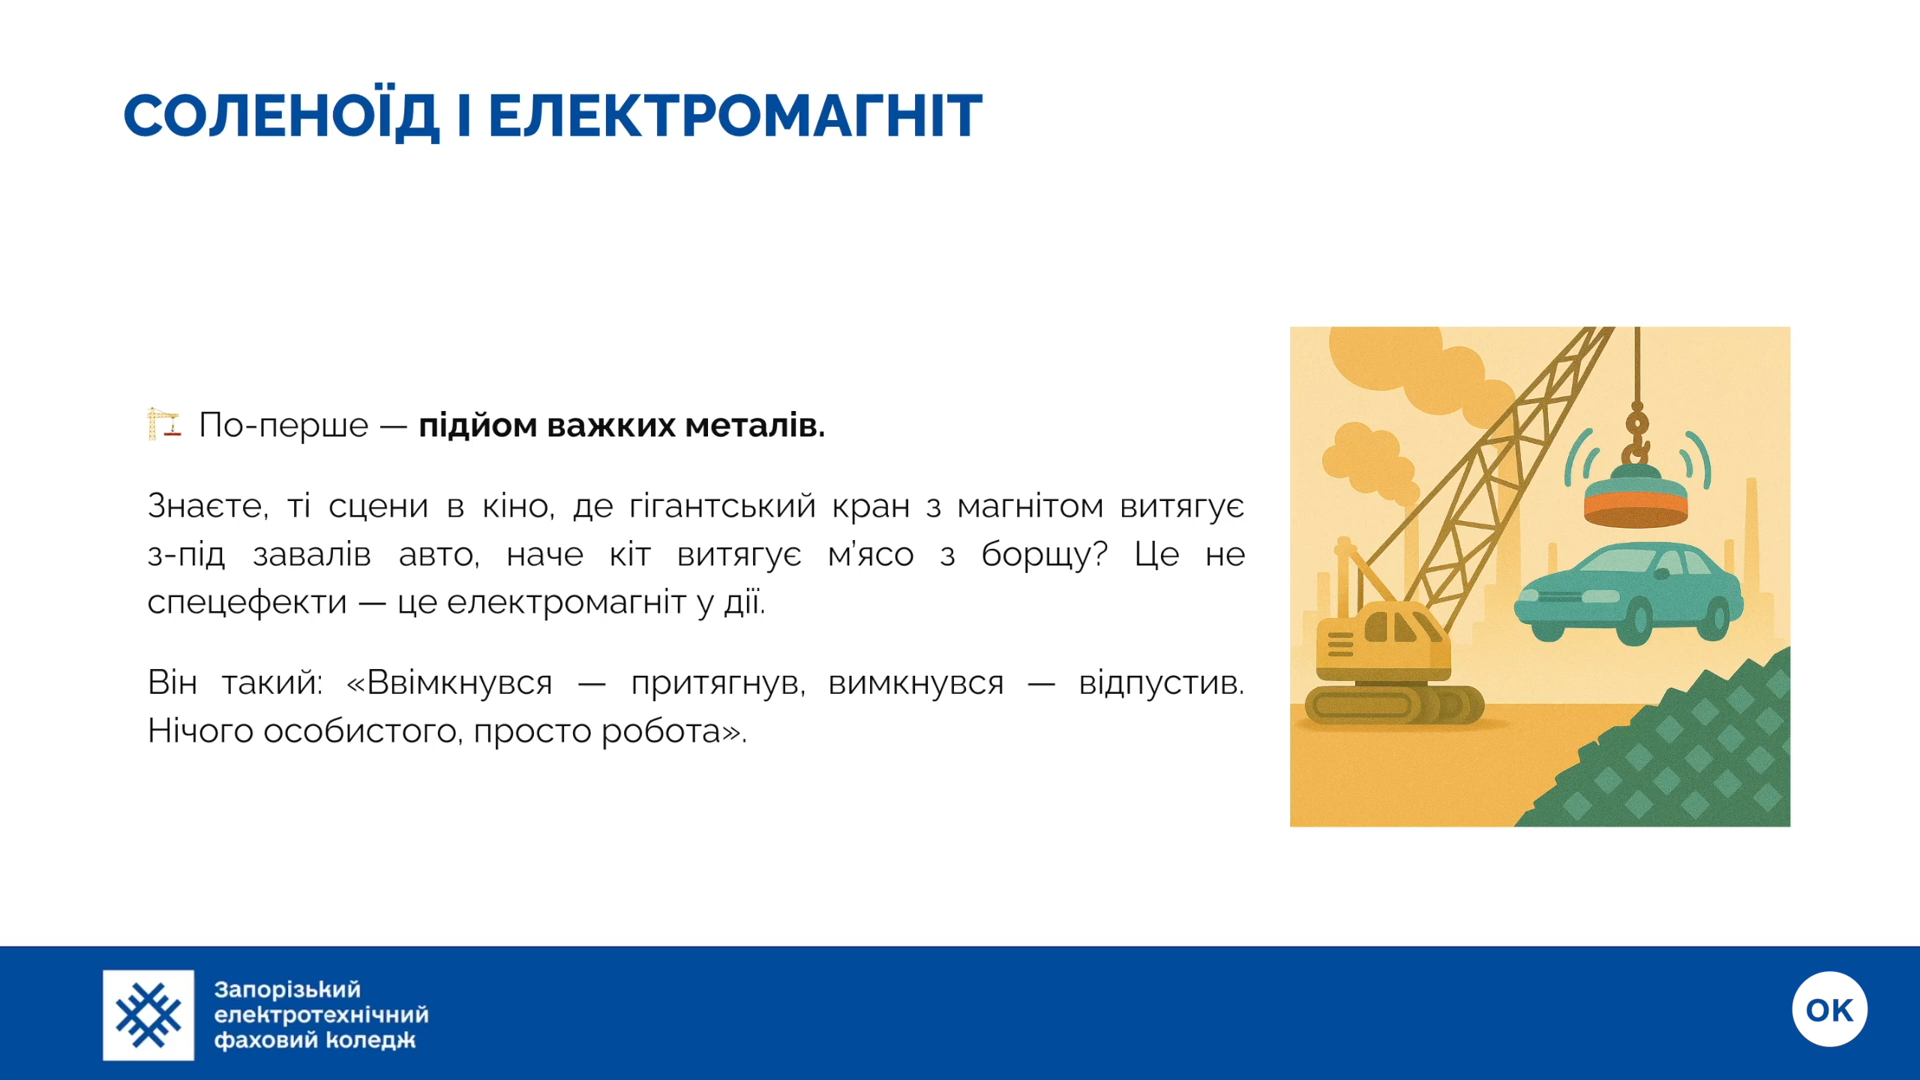 СОЛЕНОЇД І ЕЛЕКТРОМАГНІТ
По-перше — підйом важких металів.
Знаєте, ті сцени в кіно, де гігантський кран з магнітом витягує
з-під завалів авто, наче кіт витягує м’ясо з борщу? Це не
спецефекти — це електромагніт у дії.
Він такий: «Ввімкнувся — притягнув, вимкнувся — відпустив.
Нічого особистого, просто робота».
Запорізький
електротехнічний
фаховий коледж
ОК